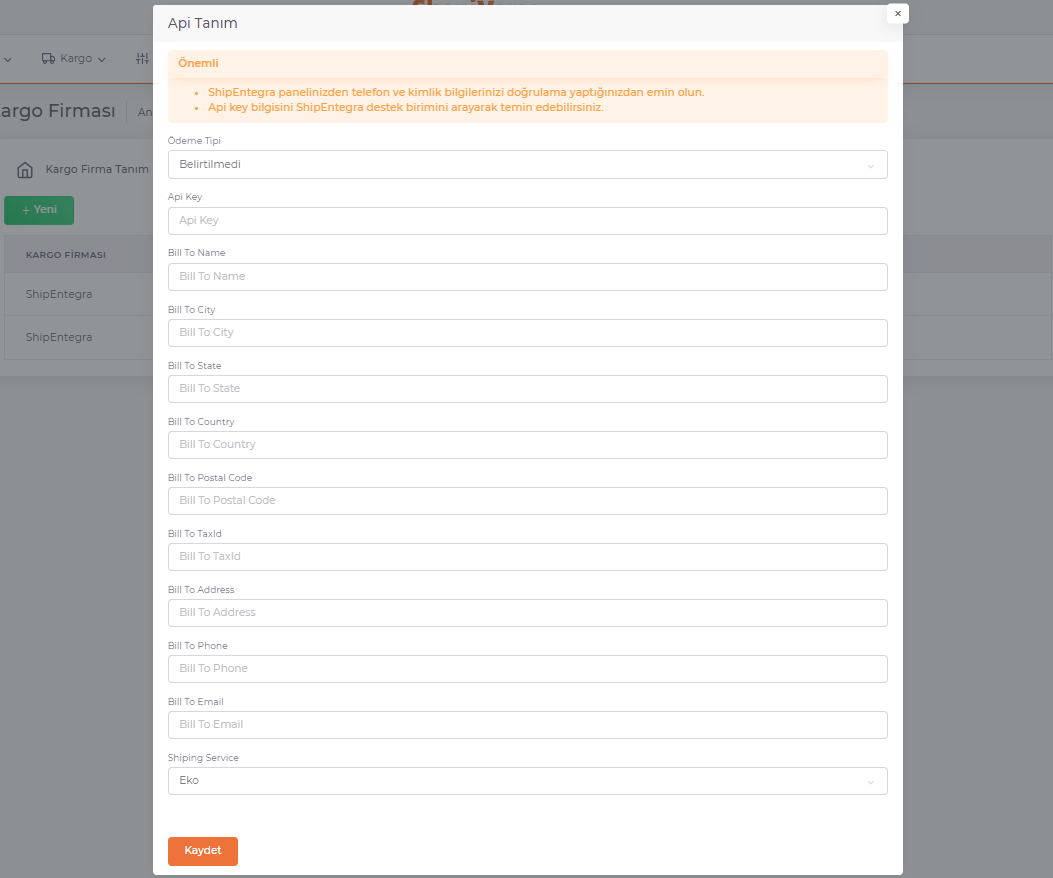 Api Tanım
×
Kargo
Önemli
ShipEntegra panelinizden telefon ve kimlik bilgilerinizi doğrulama yaptığınızdan emin olun.
Api key bilgisini ShipEntegra destek birimini arayarak temin edebilirsiniz.
argo Firması
An
Kargo Firma Tanım
+ Yeni
KARGO FİRMASI
ShipEntegra
ShipEntegra
Ödeme Tipi
Belirtilmedi
Api Key
Api Key
Bill To Name
Bill To Name
Bill To City
Bill To City
Bill To State
Bill To State
Bill To Country
Bill To Country
Bill To Postal Code
Bill To Postal Code
Bill To TaxId
Bill To TaxId
Bill To Address
Bill To Address
Bill To Phone
Bill To Phone
Bill To Email
Bill To Email
Shiping Service
Eko
Kaydet